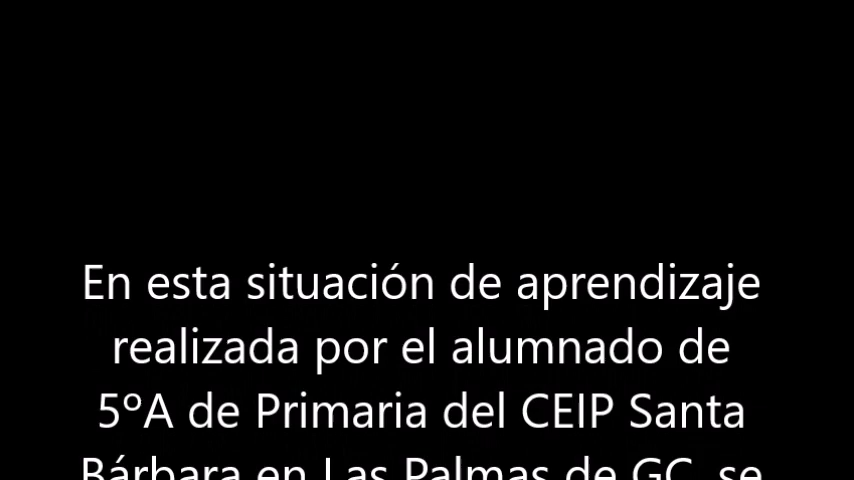 En esta situación de aprendizaje
realizada por el alumnado de
5ºA de Primaria del CEIP Santa
Bárbara en Las Palmas de GC, se